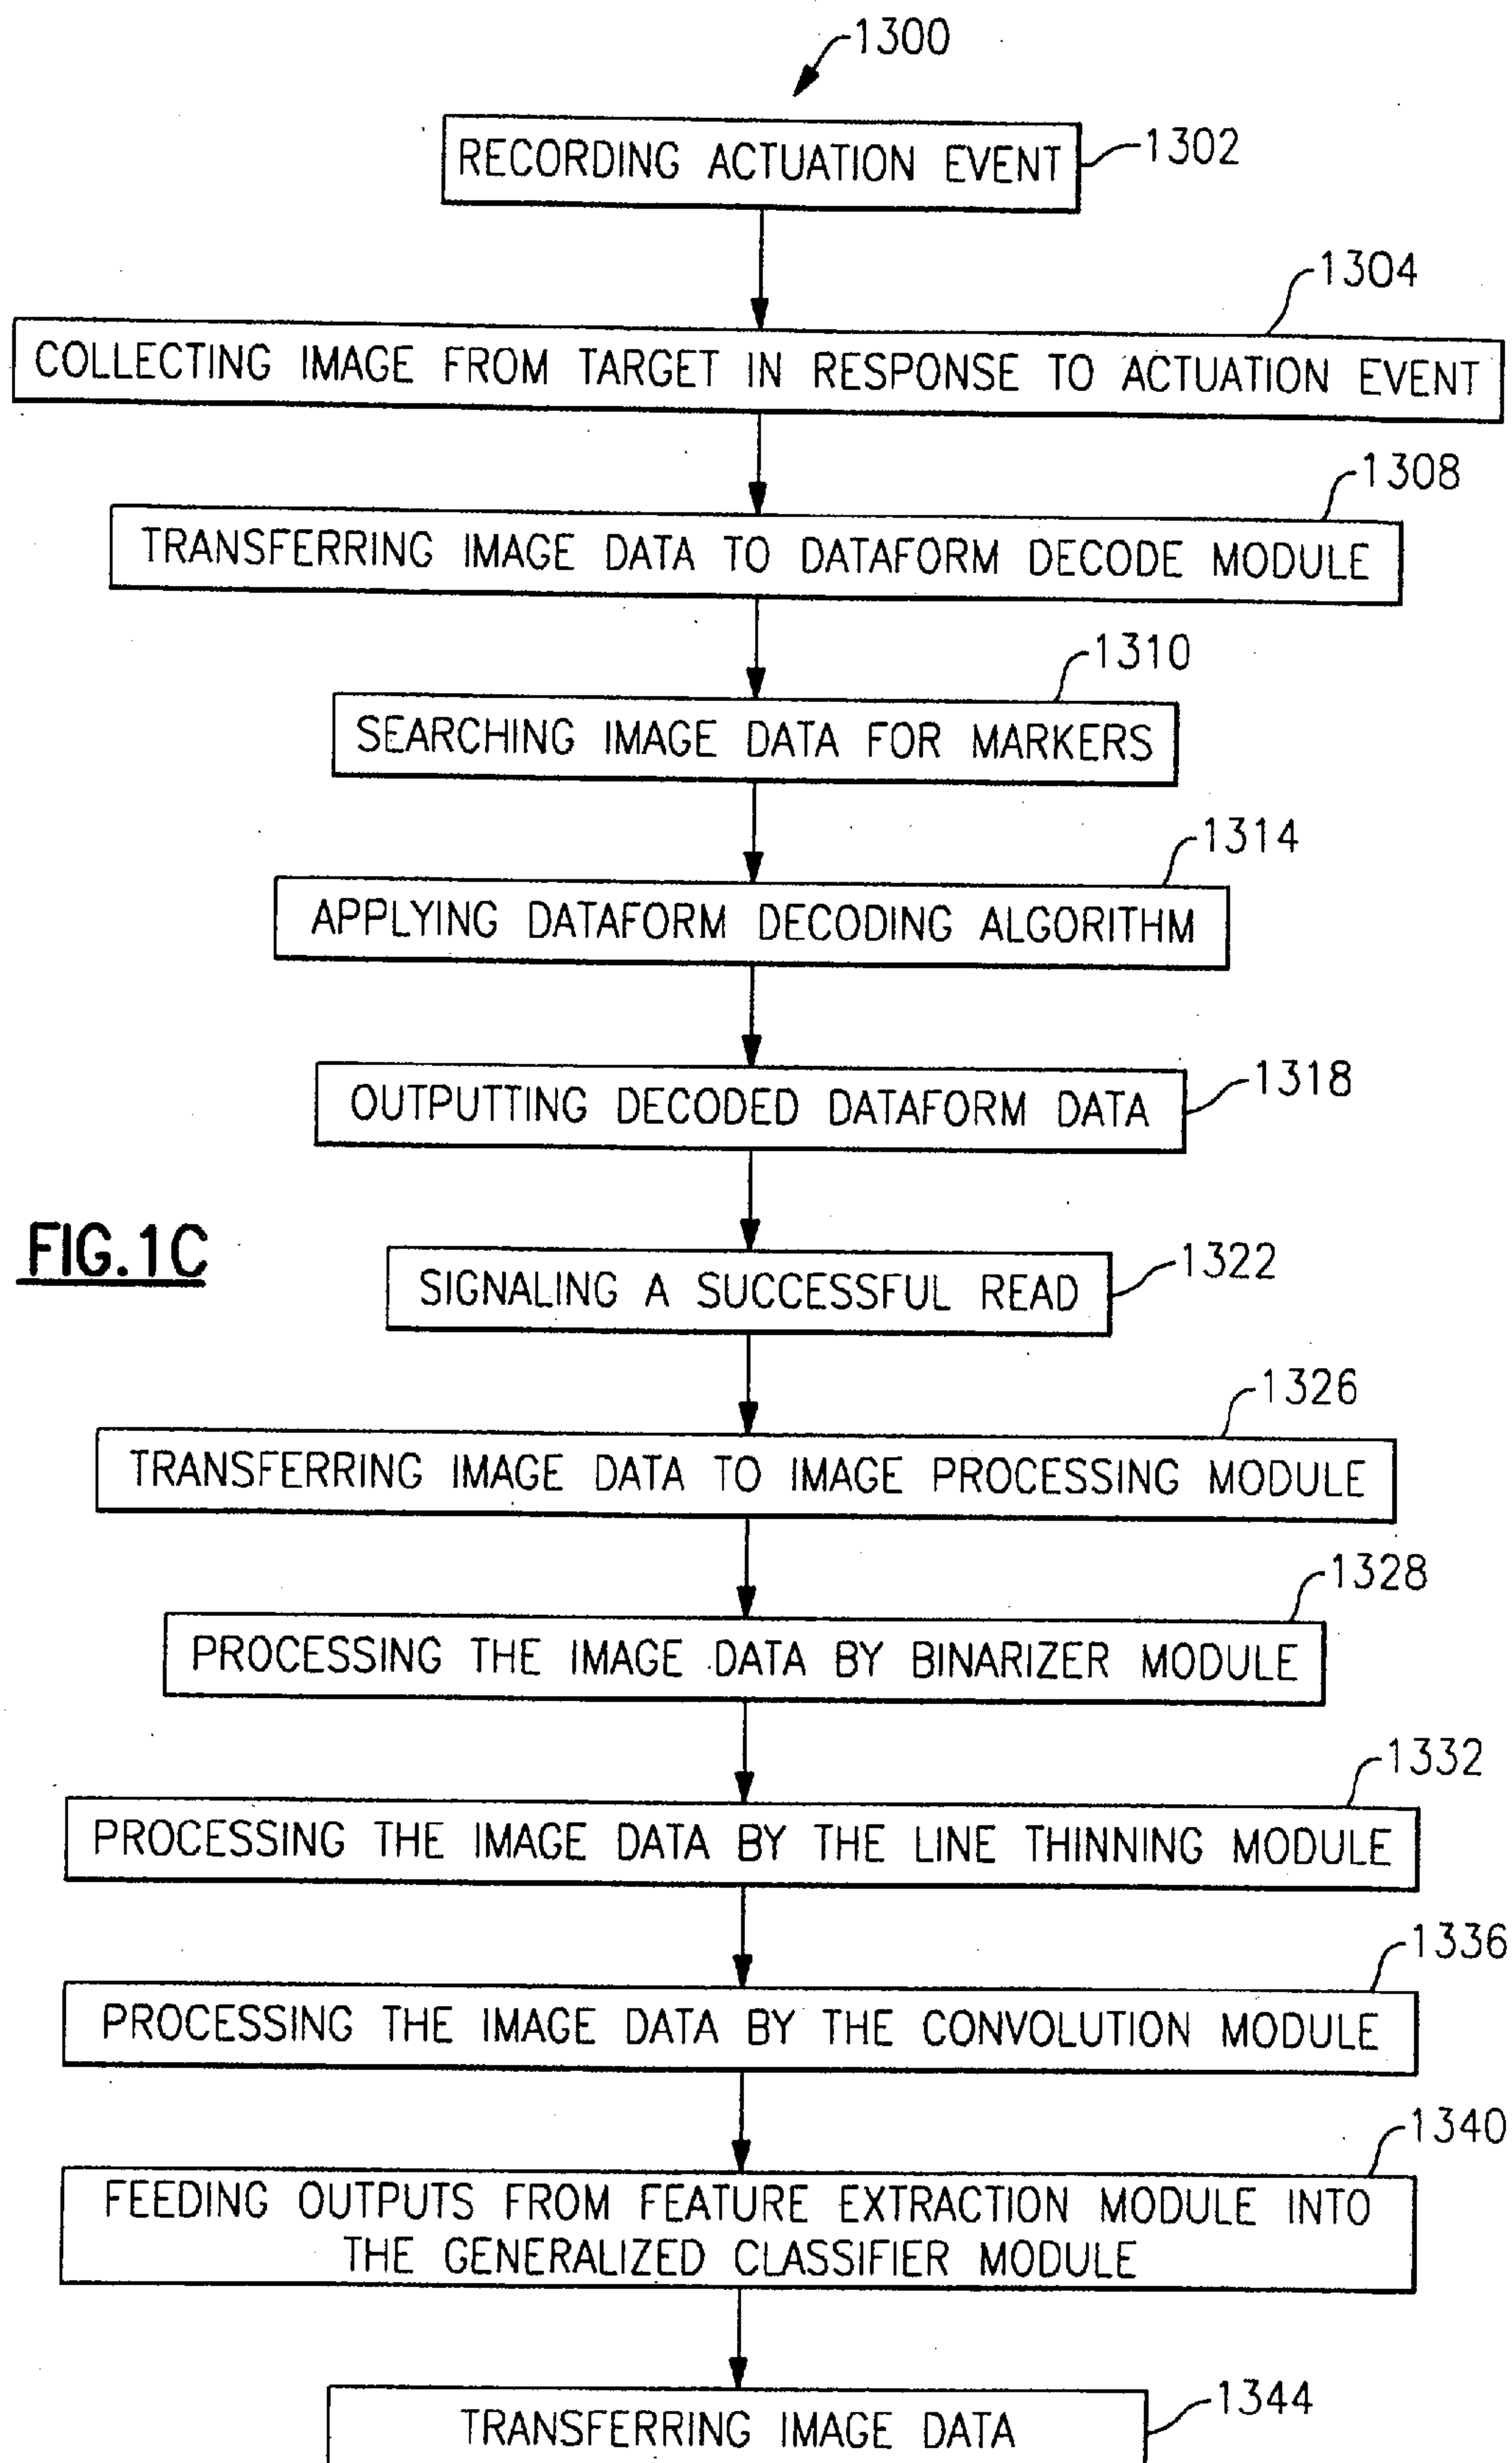 1300
RECORDING ACTUATION EVENT
1302
1304
COLLECTING IMAGE FROM TARGET IN RESPONSE TO ACTUATION EVENT
1308
TRANSFERRING IMAGE DATA TO DATAFORM DECODE MODULE
1310
SEARCHING IMAGE DATA FOR MARKERS
1314
APPLYING DATAFORM DECODING ALGORITHM
OUTPUTTING DECODED DATAFORM DATA
1318
FIG.1C
SIGNALING A SUCCESSFUL READ
1322
1326
TRANSFERRING IMAGE DATA TO IMAGE PROCESSING MODULE
1328
PROCESSING THE IMAGE DATA BY BINARIZER MODULE
1332
PROCESSING THE IMAGE DATA BY THE LINE THINNING MODULE
1336
PROCESSING THE IMAGE DATA BY THE CONVOLUTION MODULE
1340
FEEDING OUTPUTS FROM FEATURE EXTRACTION MODULE INTO
THE GENERALIZED CLASSIFIER MODULE
1344
TRANSFERRING IMAGE DATA